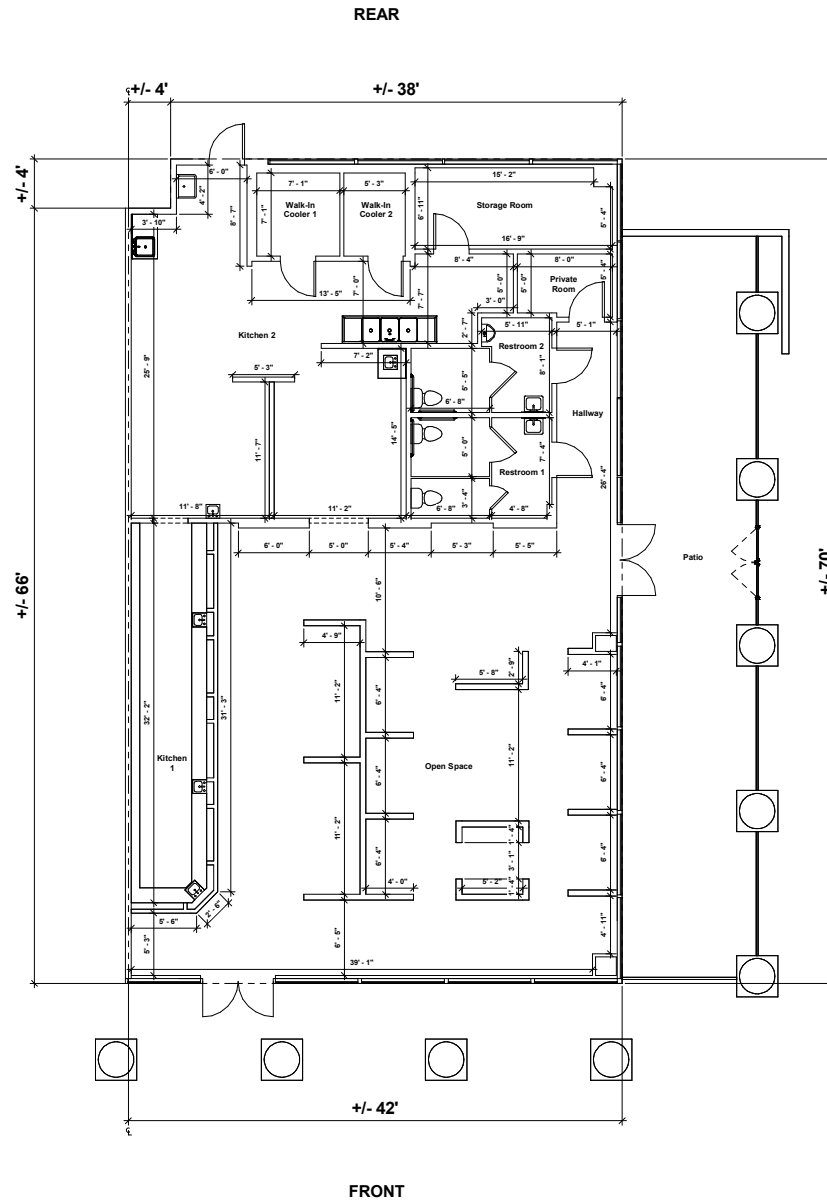 REAR
+/- 4'
+/- 38'
+/- 4'
6' - 0"
4' - 2"
3' - 10"
8' - 7"
7' - 1"
5' - 3"
7' - 1"
Walk-In
Cooler 1
Walk-In
Cooler 2
15' - 2"
6' - 11"
Storage Room
5' - 4"
16' - 9"
8' - 4"
8' - 0"
5' - 4"
Private
Room
5' - 0"
5' - 0"
3' - 0"
13' - 5"
7' - 0"
7' - 7"
2' - 7"
5' - 11"
5' - 1"
Kitchen 2
Restroom 2
8' - 1"
7' - 2"
25' - 9"
5' - 3"
5' - 5"
6' - 8"
Hallway
11' - 7"
14' - 5"
5' - 0"
7' - 4"
26' - 4"
Restroom 1
3' - 4"
6' - 8"
4' - 8"
11' - 8"
11' - 2"
6' - 0"
5' - 0"
5' - 4"
5' - 3"
5' - 5"
10' - 6"
Patio
+/- 66'
+/- 70'
4' - 9"
11' - 2"
6' - 4"
5' - 8"
2' - 9"
4' - 1"
6' - 4"
32' - 2"
31' - 3"
Kitchen
1
Open Space
11' - 2"
6' - 4"
6' - 4"
11' - 2"
6' - 4"
1' - 4"
3' - 1"
6' - 4"
4' - 0"
5' - 2"
1' - 4"
2' - 6"
5' - 6"
5' - 3"
6' - 5"
4' - 11"
39' - 1"
+/- 42'
FRONT